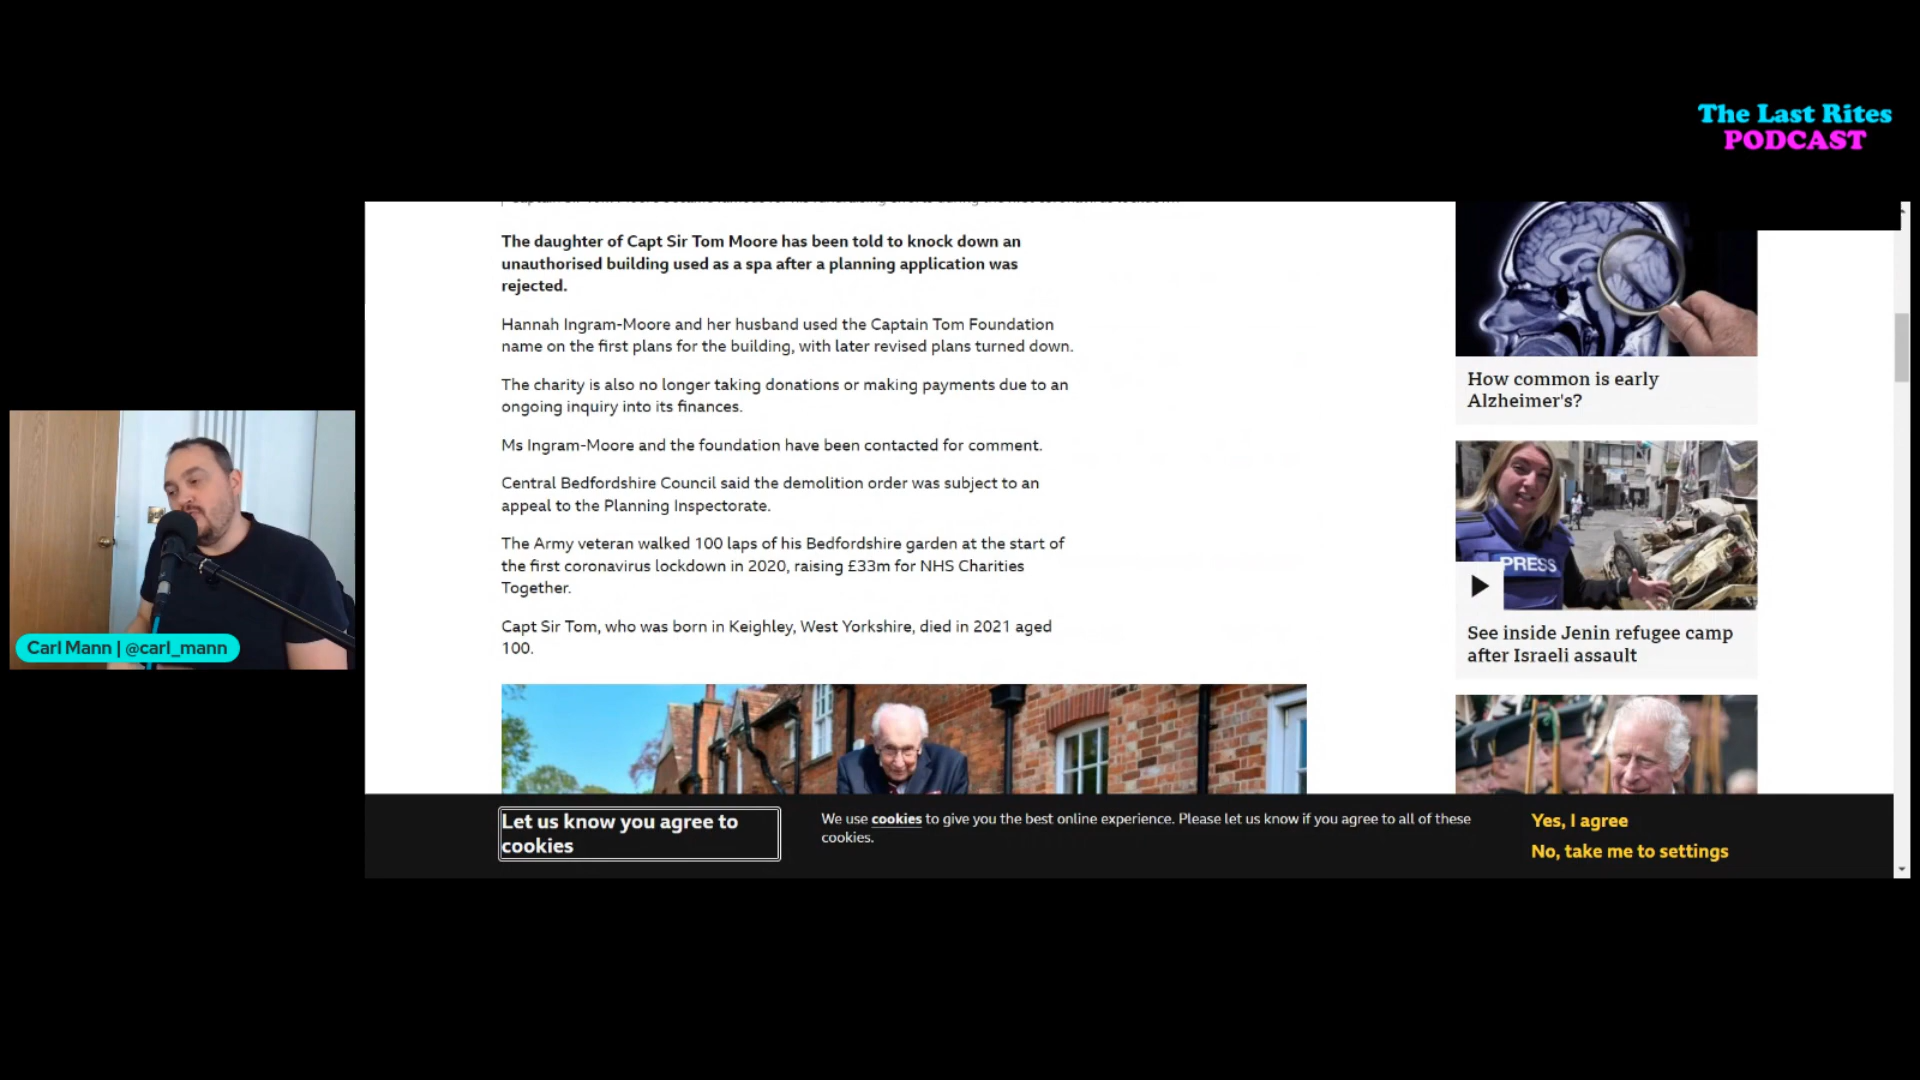 The Last Rites
PODCAST
The daughter of Capt Sir Tom Moore has been told to knock down an
unauthorised building used as a spa after a planning application was
rejected.
Hannah Ingram-Moore and her husband used the Captain Tom Foundation
name on the first plans for the building, with later revised plans turned down.
The charity is also no longer taking donations or making payments due to an
ongoing inquiry into its finances.
Ms Ingram-Moore and the foundation have been contacted for comment.
Central Bedfordshire Council said the demolition order was subject to an
appeal to the Planning Inspectorate.
The Army veteran walked 100 laps of his Bedfordshire garden at the start of
the first coronavirus lockdown in 2020, raising £33m for NHS Charities
Together.
Capt Sir Tom, who was born in Keighley, West Yorkshire, died in 2021 aged
100.
How common is early
Alzheimer's?
PRESS
See inside Jenin refugee camp
after Israeli assault
Carl Mann | @carl_mann
Let us know you agree to
cookies
We use cookies to give you the best online experience. Please let us know if you agree to all of these
cookies.
Yes, I agree
No, take me to settings